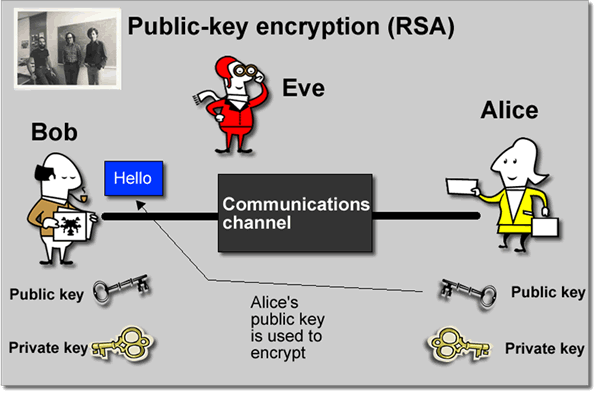 Public-key encryption (RSA)
Eve
Alice
Bob
Hello
Communications
channel
Public key
Private key
Alice's
public key
is used to
encrypt
Public key
Private key